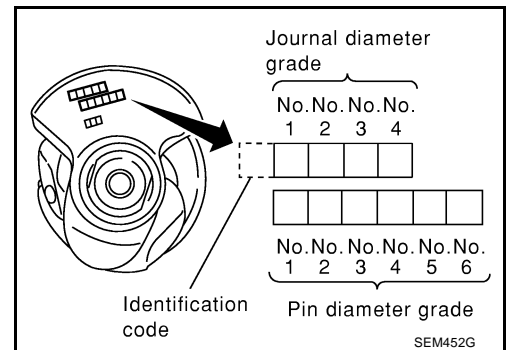 Journal diameter
grade
No.No.No.No.
1 2 3 4
No.No.No.No.No.No.
1 2 3 4 5 6
Identification
code
Pin diameter grade
SEM452G